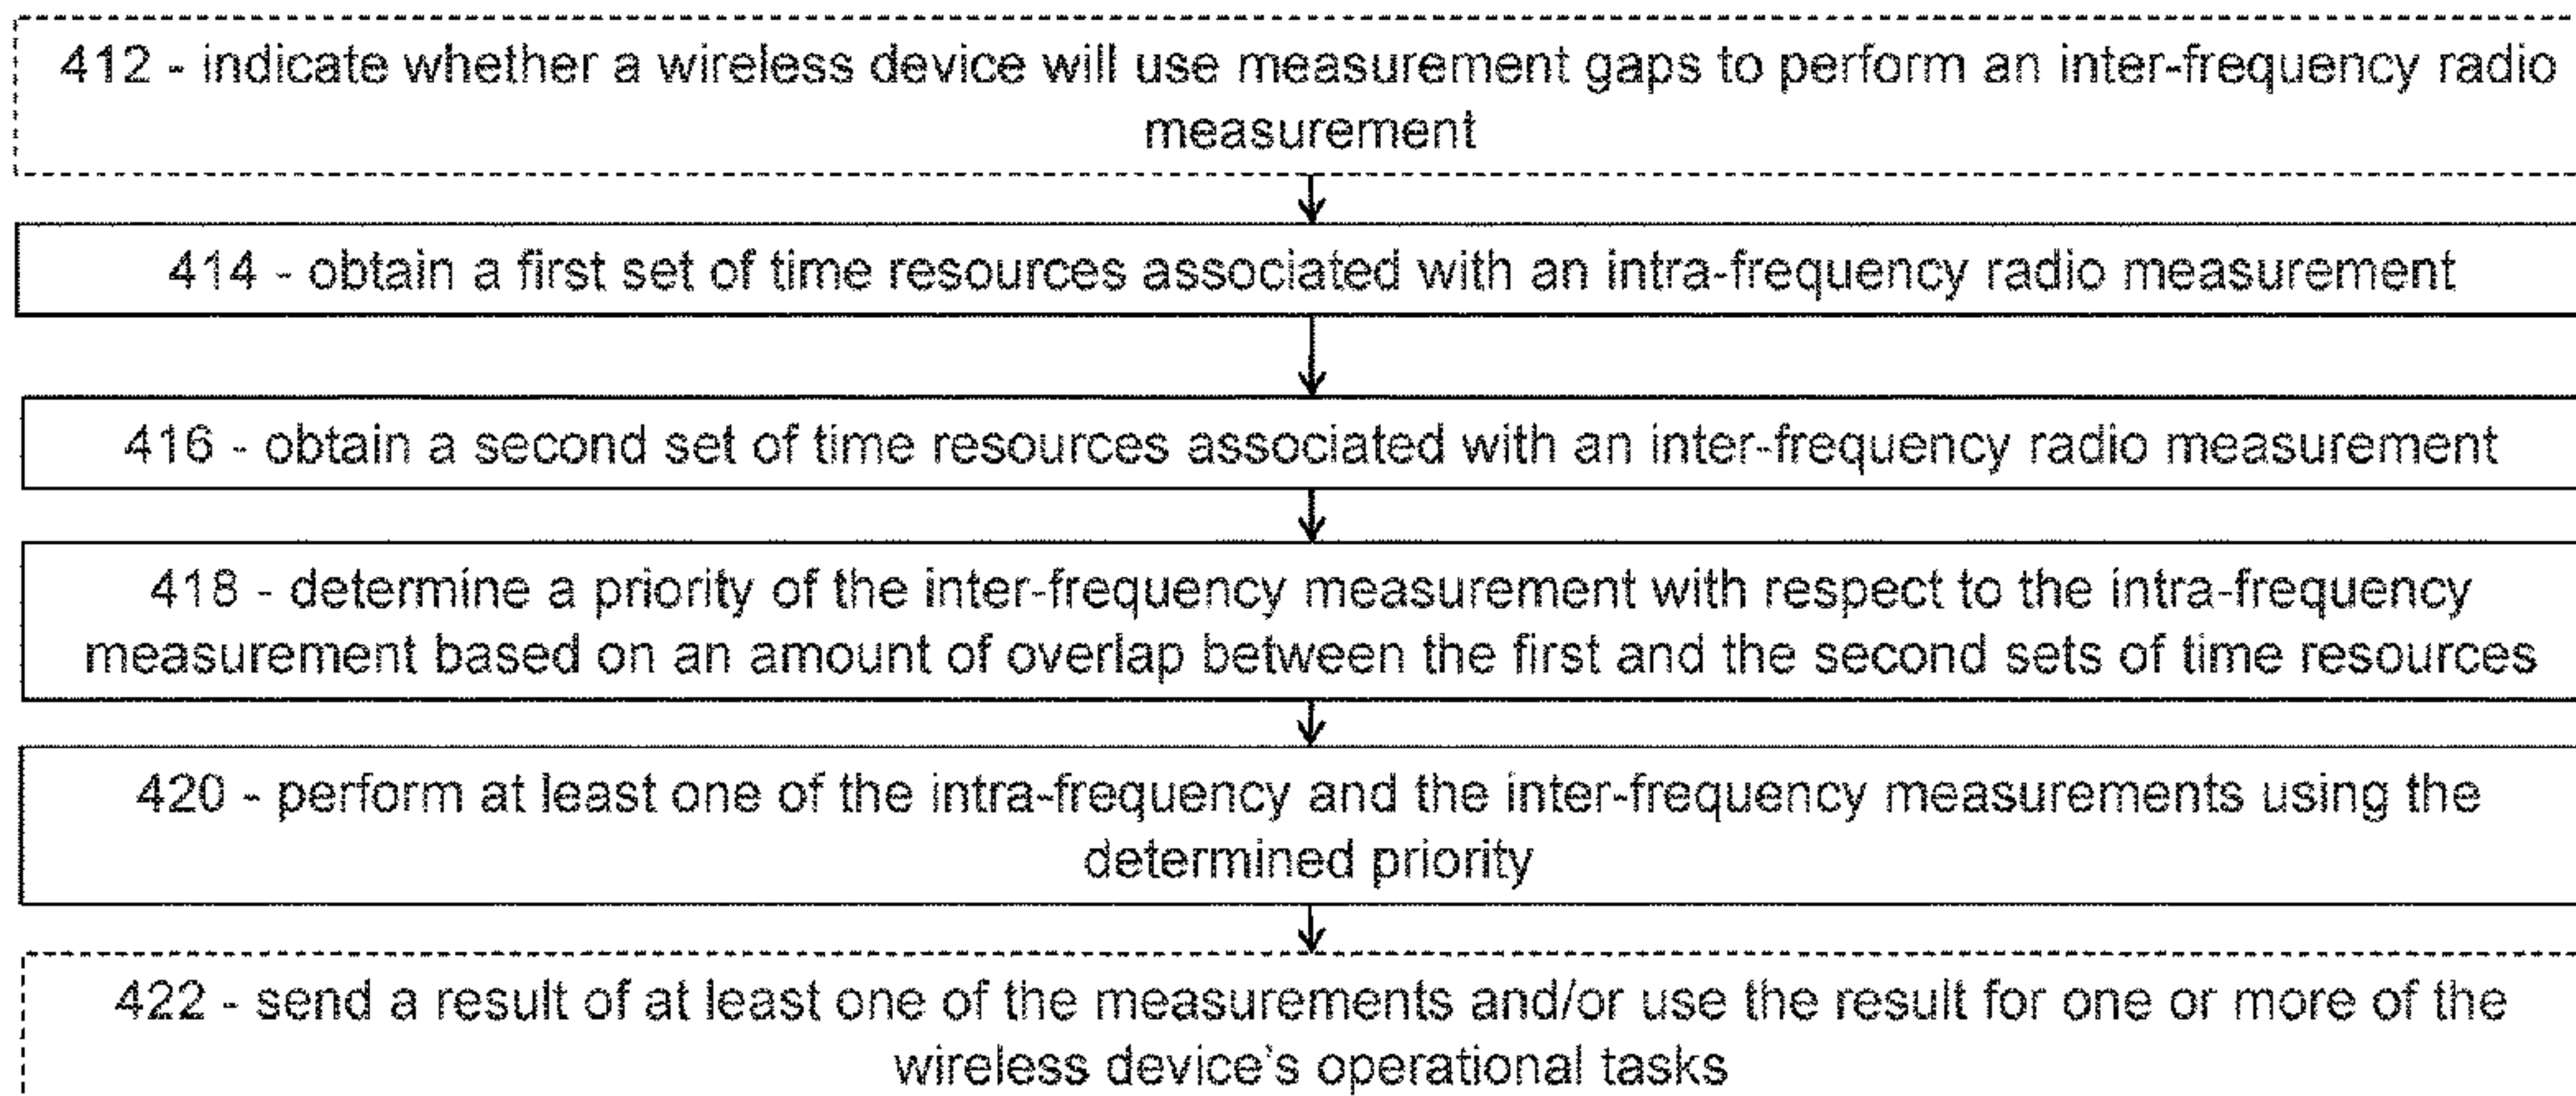 412 - indicate whether a wireless device will use measurement gaps to perform an inter-frequency radio
measurement
414 - obtain a first set of time resources associated with an intra-frequency radio measurement
416 - obtain a second set of time resources associated with an inter-frequency radio measurement
418 - determine a priority of the inter-frequency measurement with respect to the intra-frequency
measurement based on an amount of overlap between the first and the second sets of time resources
420 - perform at least one of the intra-frequency and the inter-frequency measurements using the
determined priority
422 - send a result of at least one of the measurements and/or use the result for one or more of the
wireless device's operational tasks